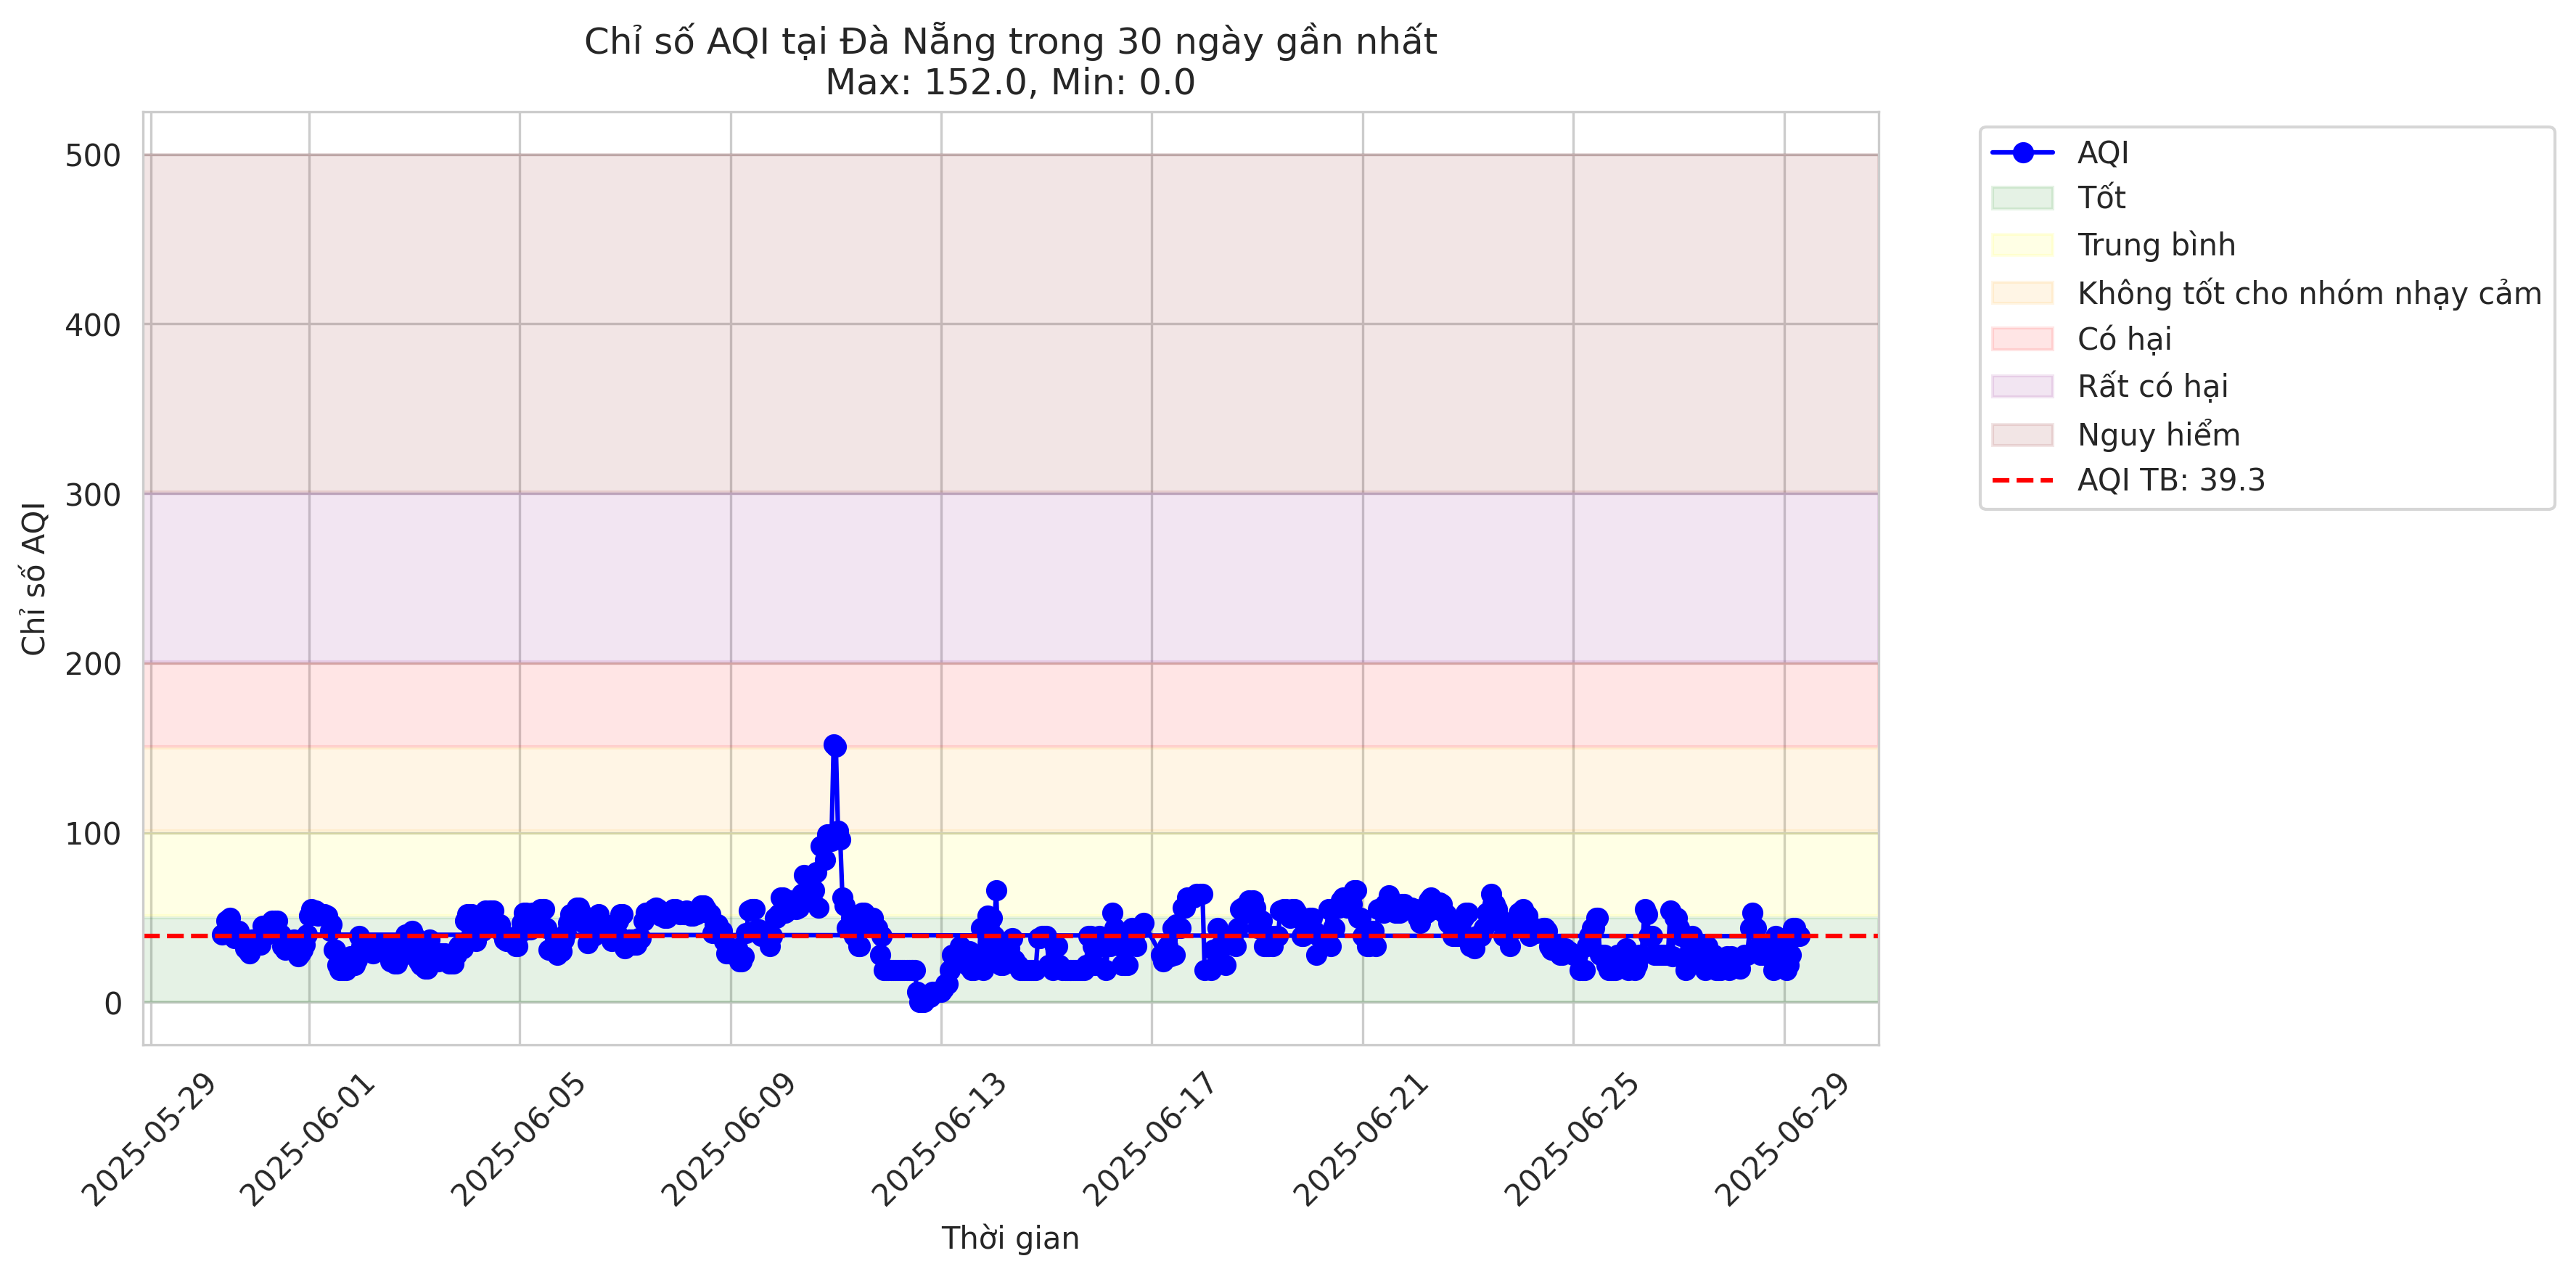 Chỉ số AQI tại Đà Nẵng trong 30 ngày gần nhất
Max: 152.0, Min: 0.0
Chỉ số AQI
500
400
300
200
100
0
2025-05-29
2025-06-01
2025-06-05
2025-06-09
2025-06-13
2025-06-17
2025-06-21
2025-06-25
2025-06-29
Thời gian
AQI
Tốt
Trung bình
Không tốt cho nhóm nhạy cảm
Có hại
Rất có hại
Nguy hiểm
AQI TB: 39.3